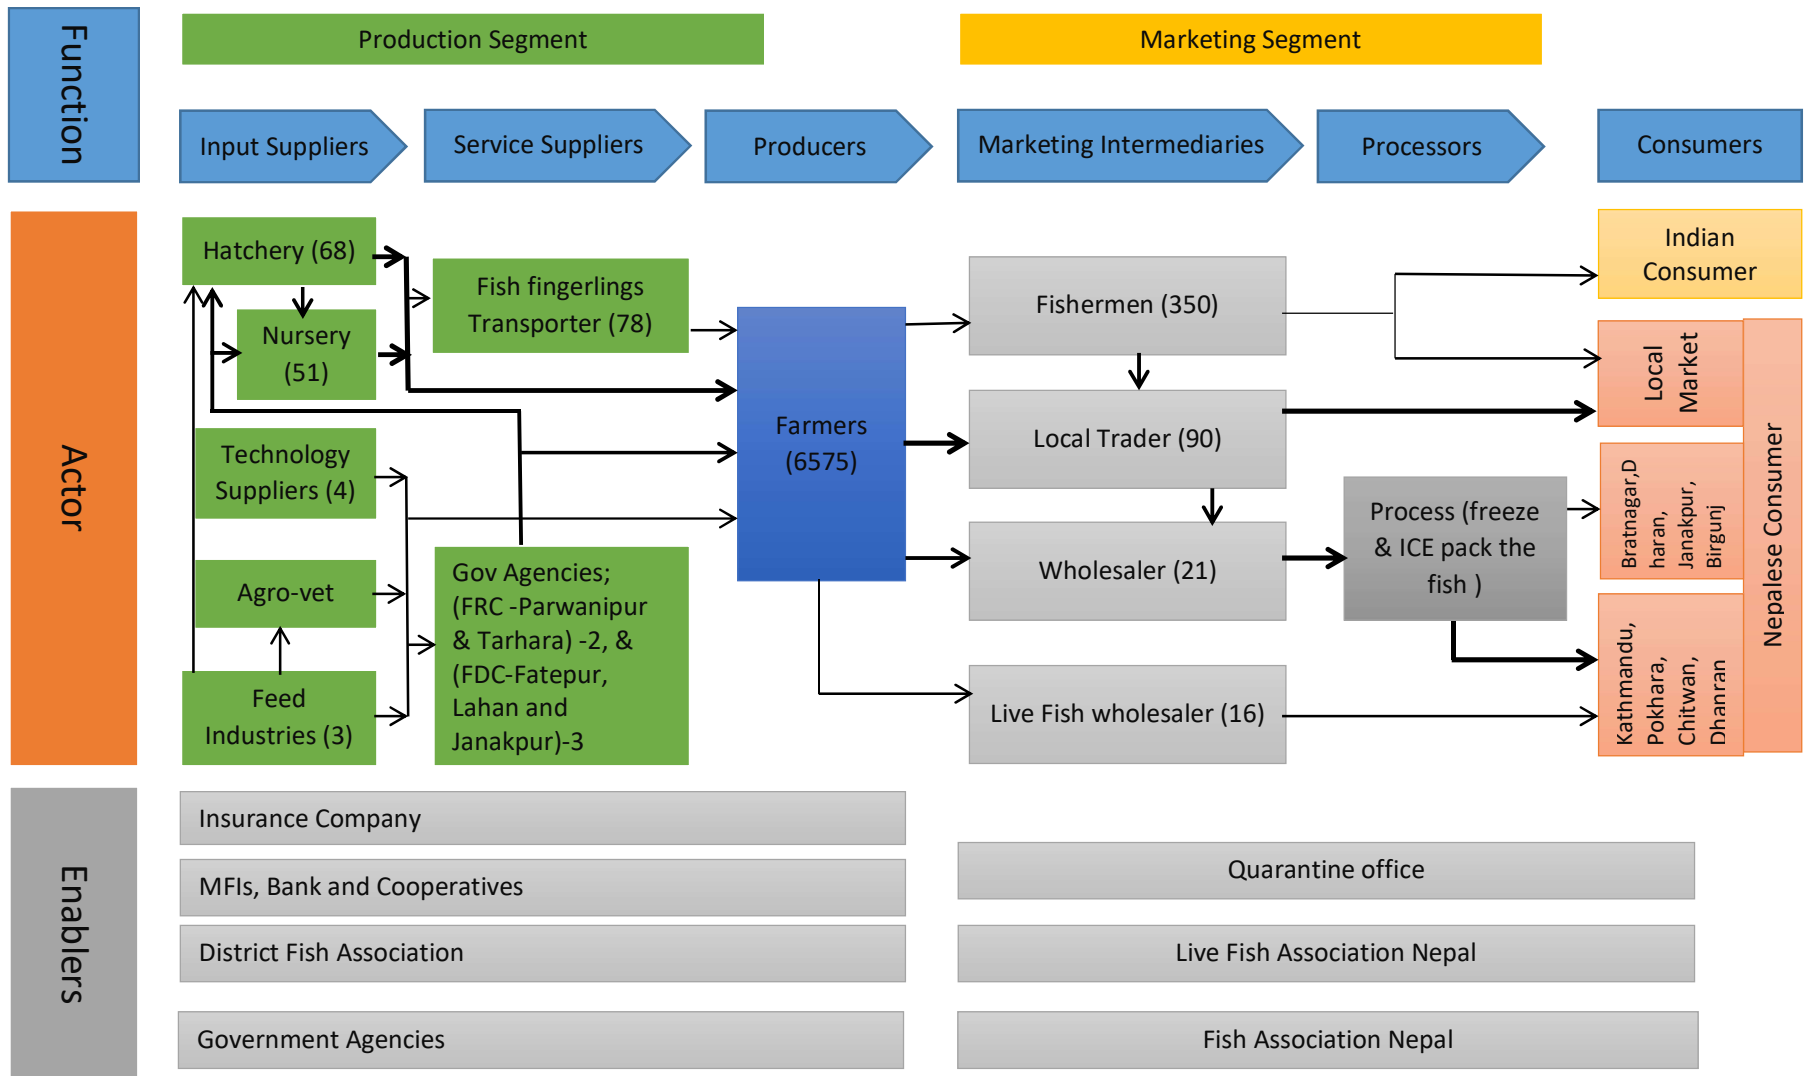 Function
Production Segment
Marketing Segment
Input Suppliers
Service Suppliers
Producers
Marketing Intermediaries
Processors
Consumers
Actor
Hatchery (68)
Nursery
(51)
Technology
Suppliers (4)
Agro-vet
Feed
Industries (3)
Fish fingerlings
Transporter (78)
Gov Agencies;
(FRC -Parwanipur
& Tarhara) -2, &
(FDC-Fatepur,
Lahan and
Janakpur)-3
Farmers
(6575)
Fishermen (350)
Local Trader (90)
Wholesaler (21)
Live Fish wholesaler (16)
Process (freeze
& ICE pack the
fish )
Indian
Consumer
Local
Market
Bratnagar,D
haran,
Janakpur,
Birgunj
Kathmandu,
Pokhara,
Chitwan,
Dhanran
Nepalese Consumer
Enablers
Insurance Company
MFIs, Bank and Cooperatives
District Fish Association
Government Agencies
Quarantine office
Live Fish Association Nepal
Fish Association Nepal